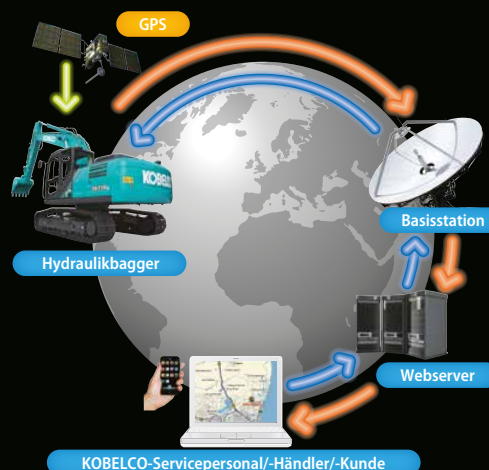 GPS
KOBELCO
Hydraulikbagger
Basisstation
Webserver
KOBELCO-Servicepersonal/-Händler/-Kunde